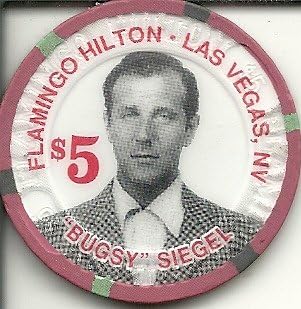 FLAMINGO HILTON · LAS VEGAS, NV
$5
"BUGSY" SIEGEL